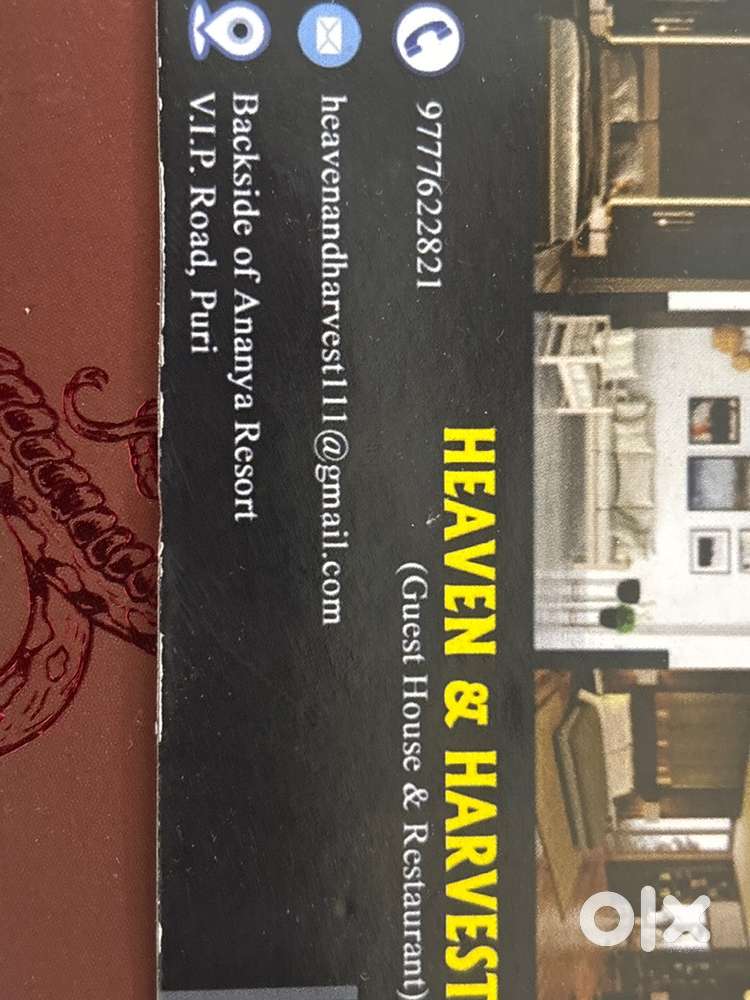 HEAVEN & HARVEST
(Guest House & Restaurant)
9777622821
heavenandharvest111@gmail.com
Backside of Ananya Resort
V.I.P. Road, Puri
olx